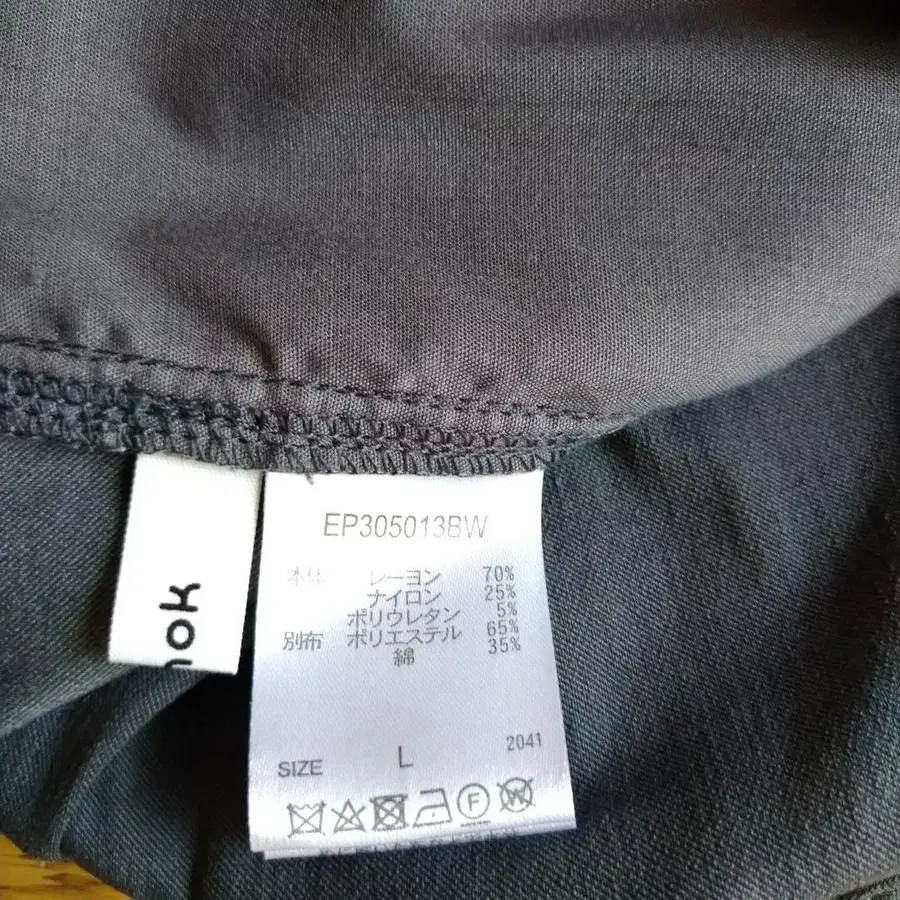 EP305013BW
本体 レーヨン 70%
ナイロン 25%
ポリウレタン 5%
別布 ポリエステル 65%
綿 35%
2041
SIZE L
F
W
nok